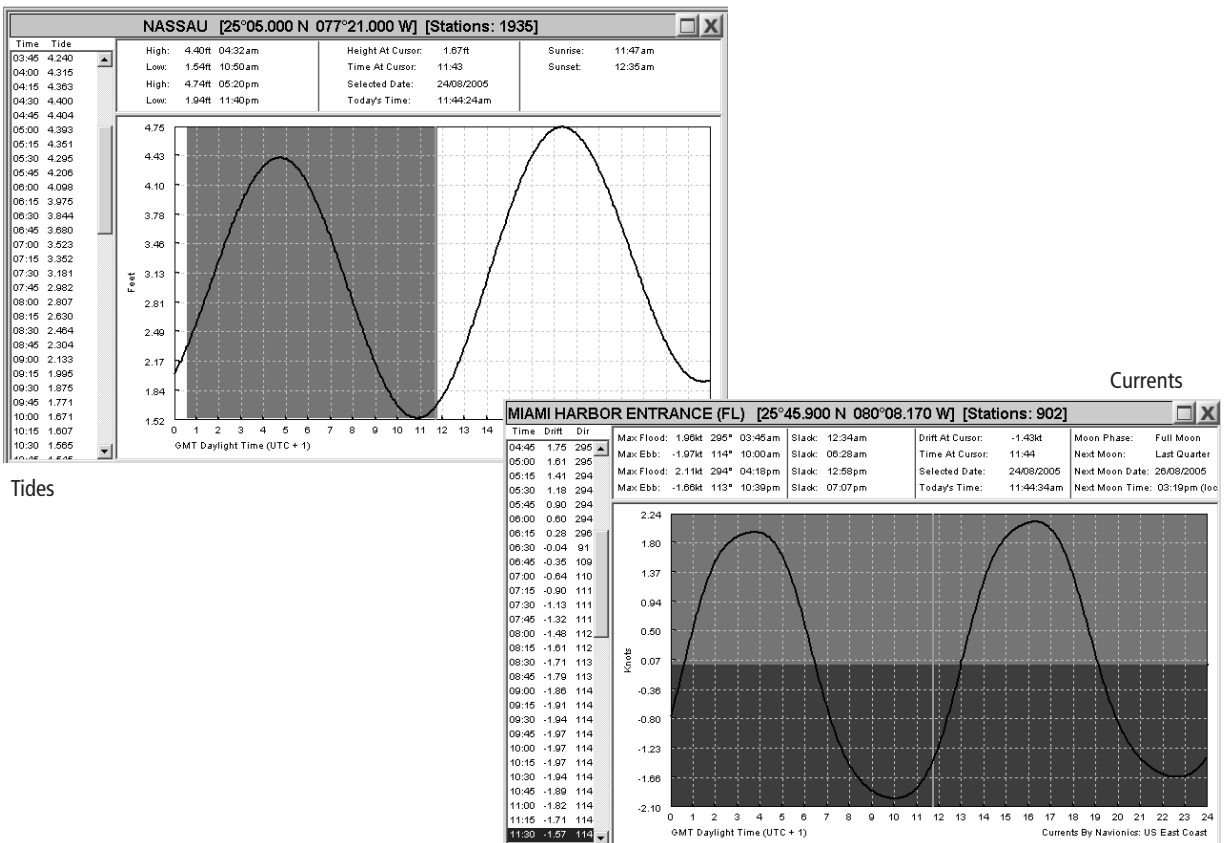 NASSAU [25°05.000 N 077°21.000 W] [Stations: 1935]
Time Tide
03:45 4.240
04:00 4.315
04:15 4.363
04:30 4.400
04:45 4.404
05:00 4.393
05:15 4.351
05:30 4.295
05:45 4.206
06:00 4.098
06:15 3.975
06:30 3.844
06:45 3.680
07:00 3.523
07:15 3.352
07:30 3.181
07:45 2.982
08:00 2.807
08:15 2.630
08:30 2.464
08:45 2.304
09:00 2.133
09:15 1.995
09:30 1.875
09:45 1.771
10:00 1.671
10:15 1.607
10:30 1.565
High: 4.40ft 04:32am
Low: 1.54ft 10:50am
High: 4.74ft 05:20pm
Low: 1.94ft 11:40pm
Height At Cursor: 1.67ft
Time At Cursor: 11:43
Selected Date: 24/08/2005
Today's Time: 11:44:24am
Sunrise: 11:47am
Sunset: 12:35am
Feet
4.75
4.43
4.10
3.78
3.46
3.13
2.81
2.49
2.17
1.84
1.52
0 1 2 3 4 5 6 7 8 9 10 11 12 13 14
GMT Daylight Time (UTC + 1)
Tides
Currents
MIAMI HARBOR ENTRANCE (FL) [25°45.900 N 080°08.170 W] [Stations: 902]
Time Drift Dir
04:45 1.75 295
05:00 1.61 295
05:15 1.41 294
05:30 1.18 294
05:45 0.90 294
06:00 0.60 294
06:15 0.28 296
06:30 -0.04 91
06:45 -0.35 109
07:00 -0.64 110
07:15 -0.90 111
07:30 -1.13 111
07:45 -1.32 111
08:00 -1.48 112
08:15 -1.61 112
08:30 -1.71 113
08:45 -1.79 113
09:00 -1.86 114
09:15 -1.91 114
09:30 -1.94 114
09:45 -1.97 114
10:00 -1.97 114
10:15 -1.97 114
10:30 -1.94 114
10:45 -1.89 114
11:00 -1.82 114
11:15 -1.71 114
11:30 -1.57 114
Max Flood: 1.96kt 295° 03:45am
Max Ebb: -1.97kt 114° 10:00am
Max Flood: 2.11kt 294° 04:18pm
Max Ebb: -1.66kt 113° 10:39pm
Slack: 12:34am
Slack: 06:28am
Slack: 12:58pm
Slack: 07:07pm
Drift At Cursor: -1.43kt
Time At Cursor: 11:44
Selected Date: 24/08/2005
Today's Time: 11:44:34am
Moon Phase: Full Moon
Next Moon: Last Quarter
Next Moon Date: 26/08/2005
Next Moon Time: 03:19pm (loc
Knots
2.24
1.80
1.37
0.94
0.50
0.07
-0.36
-0.80
-1.23
-1.66
-2.10
0 1 2 3 4 5 6 7 8 9 10 11 12 13 14 15 16 17 18 19 20 21 22 23 24
GMT Daylight Time (UTC + 1)
Currents By Navionics: US East Coast